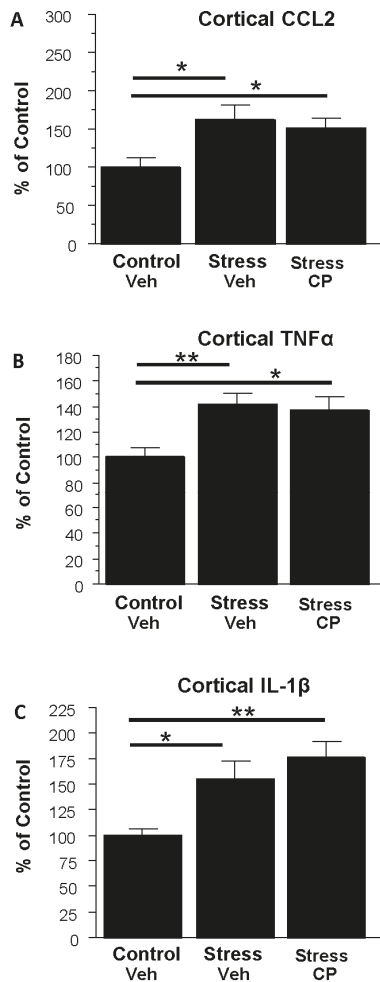 A
Cortical CCL2
% of Control
300
250
200
150
100
50
0
*
*
Control Stress Stress
Veh Veh CP
B
Cortical TNFα
% of Control
180
160
140
120
100
80
60
40
20
0
**
*
Control Stress Stress
Veh Veh CP
Cortical IL-1β
C
% of Control
225
200
175
150
125
100
75
50
25
0
**
*
Control Stress Stress
Veh Veh CP